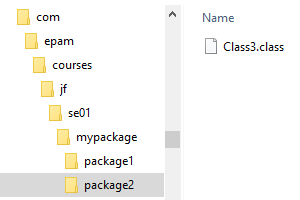 com
epam
courses
jf
se01
mypackage
package1
package2
Name
Class3.class